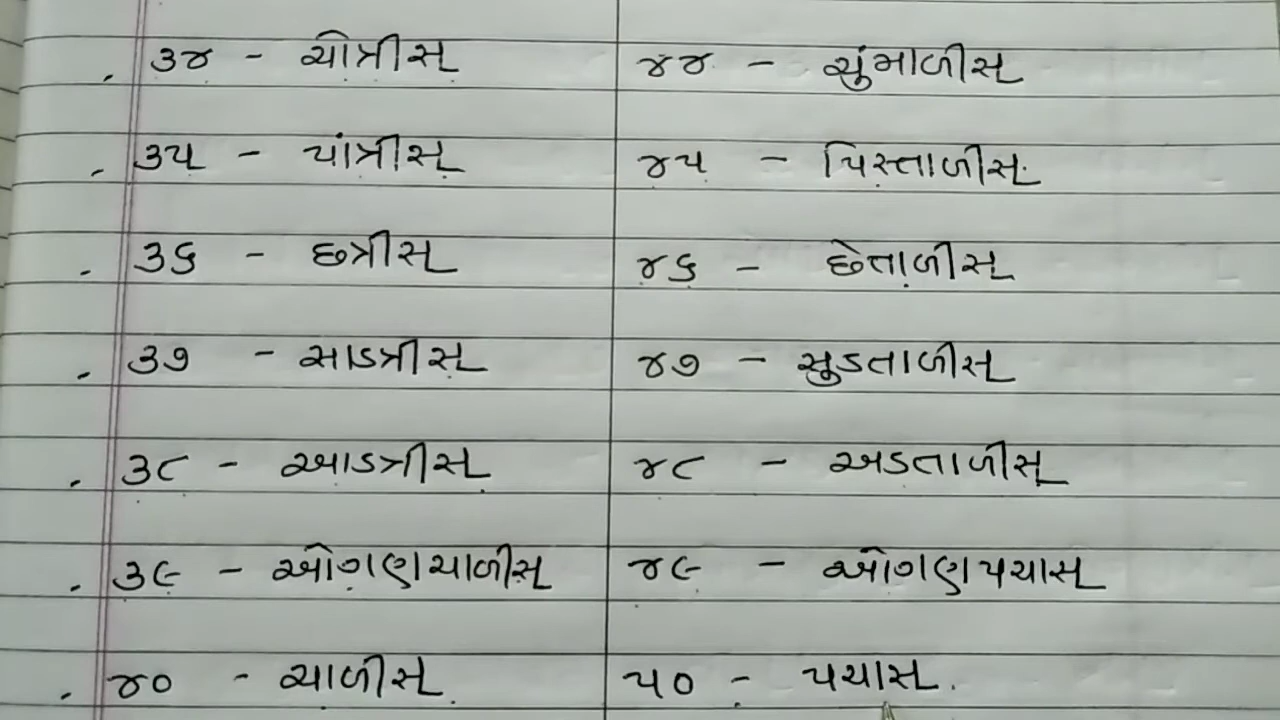 ૩૪ - ચોત્રીસ
૩૫ - પાંત્રીસ
૩૬ - છત્રીસ
૩૭ - સાડત્રીસ
૩૮ - આડત્રીસ
૩૯ - ઓગણચાળીસ
૪૦ - ચાળીસ
૪૪ - સુંમાળીસ
૪૫ - પિસ્તાળીસ
૪૬ - છેતાળીસ
૪૭ - સુડતાળીસ
૪૮ - અડતાળીસ
૪૯ - ઓગણપચાસ
૫૦ - પચાસ